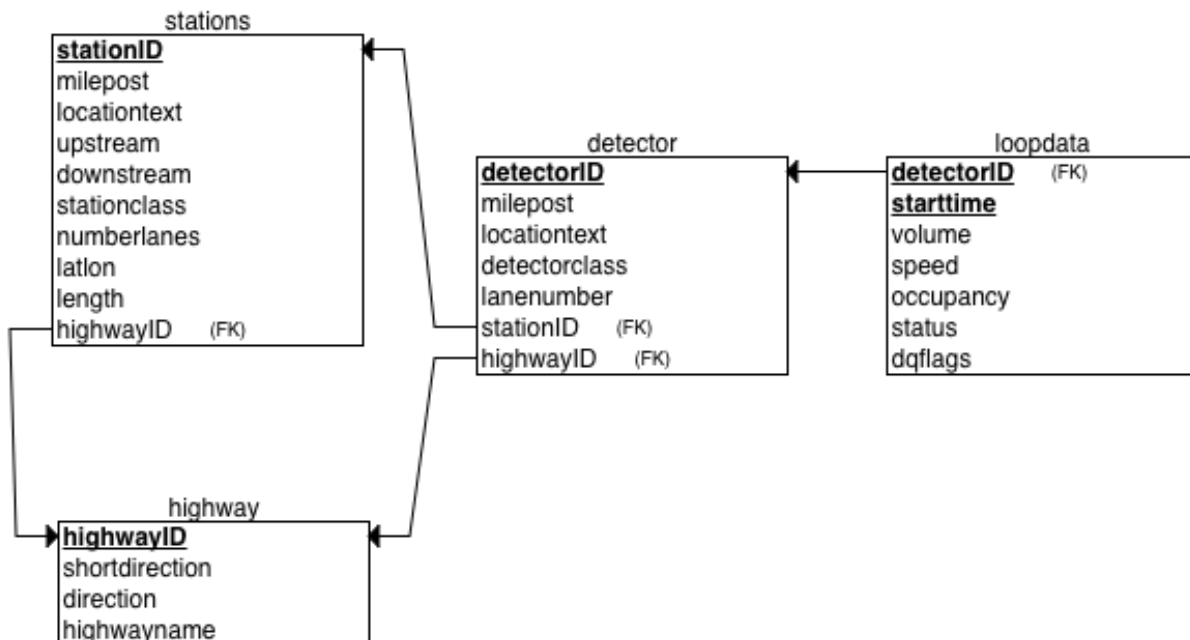 stations
stationID
milepost
locationtext
upstream
downstream
stationclass
numberlanes
latlon
length
highwayID (FK)
detector
detectorID
milepost
locationtext
detectorclass
lanenumber
stationID (FK)
highwayID (FK)
loopdata
detectorID (FK)
starttime
volume
speed
occupancy
status
dqflags
highway
highwayID
shortdirection
direction
highwayname